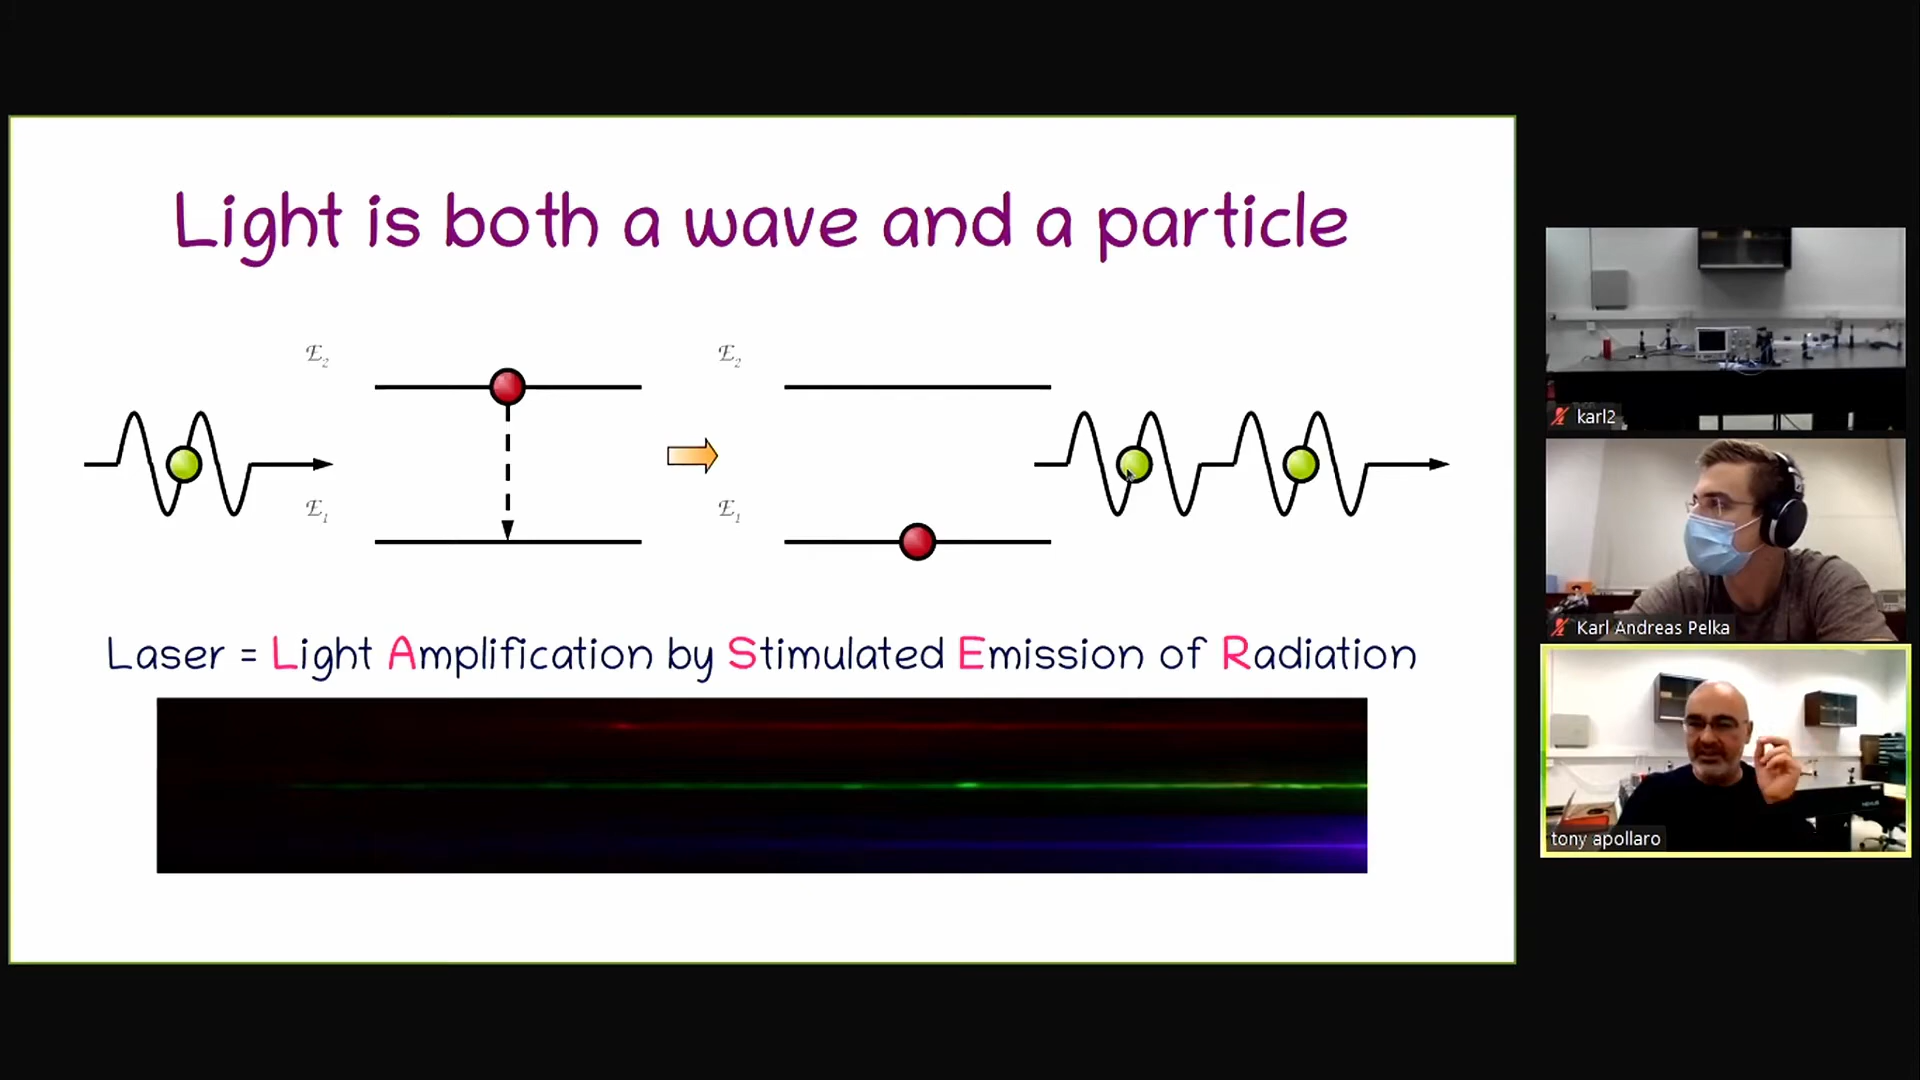 Light is both a wave and a particle
E2
E2
E1
E1
Laser = Light Amplification by Stimulated Emission of Radiation
karl2
Karl Andreas Pelka
tony apollaro